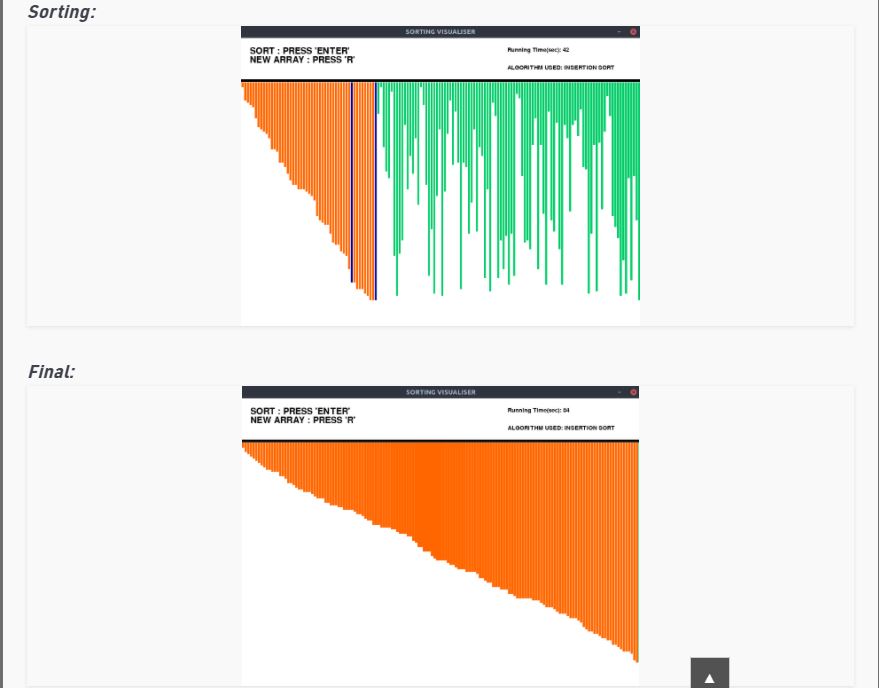 Sorting:
SORTING VISUALISER
SORT : PRESS 'ENTER'
NEW ARRAY : PRESS 'R'
Running Time(sec): 42
ALGORITHM USED: INSERTION SORT
Final:
SORTING VISUALISER
SORT : PRESS 'ENTER'
NEW ARRAY : PRESS 'R'
Running Time(sec): 84
ALGORITHM USED: INSERTION SORT